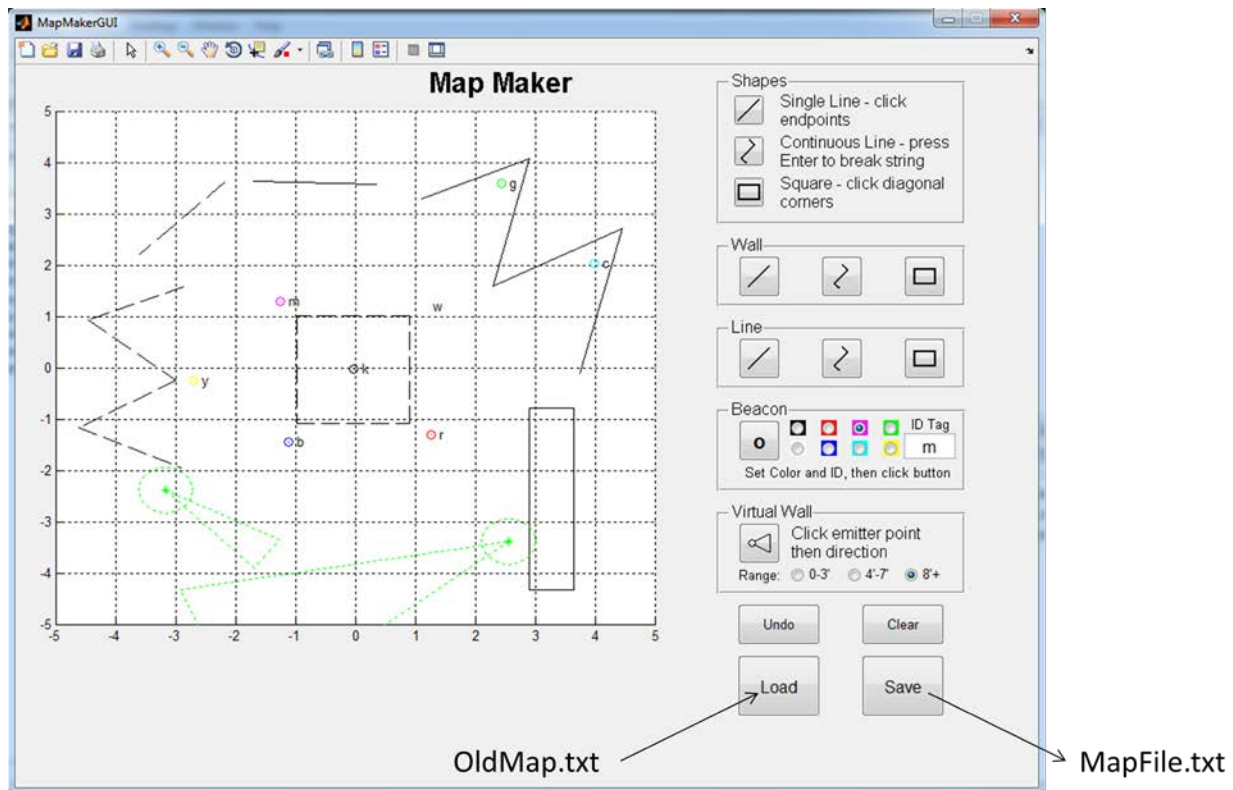 MapMakerGUI
Map Maker
5
4
3
2
1
0
-1
-2
-3
-4
-5
-5
-4
-3
-2
-1
0
1
2
3
4
5
g
c
m
w
k
y
b
r
Shapes
Single Line - click
endpoints
Continuous Line - press
Enter to break string
Square - click diagonal
corners
Wall
Line
Beacon
o
ID Tag
m
Set Color and ID, then click button
Virtual Wall
Click emitter point
then direction
Range: 0-3' 4'-7' 8'+
Undo
Clear
Load
Save
OldMap.txt
MapFile.txt